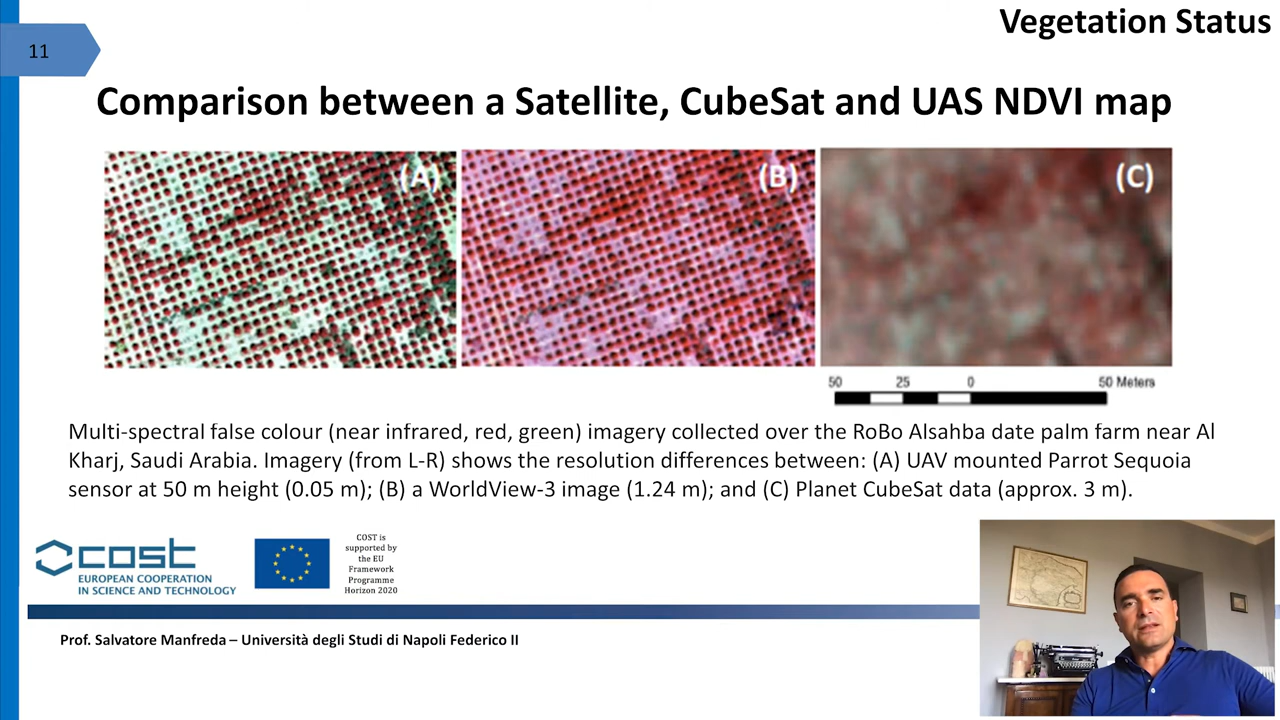 Vegetation Status
11
Comparison between a Satellite, CubeSat and UAS NDVI map
(A)
(B)
(C)
50 25 0 50 Meters
Multi-spectral false colour (near infrared, red, green) imagery collected over the RoBo Alsahba date palm farm near Al
Kharj, Saudi Arabia. Imagery (from L-R) shows the resolution differences between: (A) UAV mounted Parrot Sequoia
sensor at 50 m height (0.05 m); (B) a WorldView-3 image (1.24 m); and (C) Planet CubeSat data (approx. 3 m).
cost
EUROPEAN COOPERATION
IN SCIENCE AND TECHNOLOGY
COST is
supported by
the EU
Framework
Programme
Horizon 2020
Prof. Salvatore Manfreda – Università degli Studi di Napoli Federico II